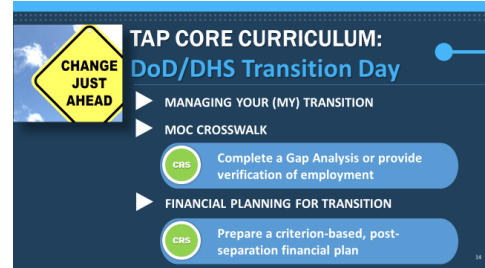 CHANGE
JUST
AHEAD
TAP CORE CURRICULUM:
DoD/DHS Transition Day
MANAGING YOUR (MY) TRANSITION
MOC CROSSWALK
CRS
Complete a Gap Analysis or provide
verification of employment
FINANCIAL PLANNING FOR TRANSITION
CRS
Prepare a criterion-based, post-
separation financial plan
14